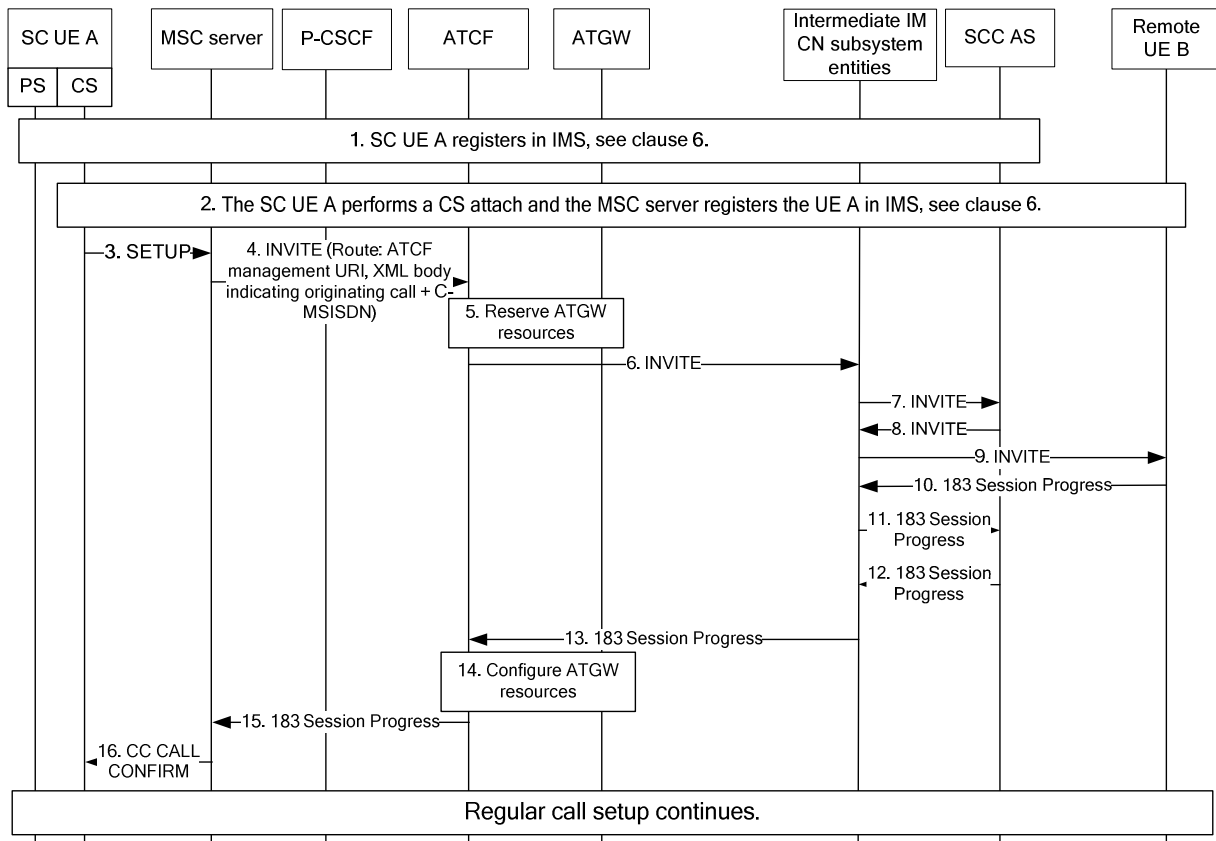 SC UE A
PS
CS
MSC server
P-CSCF
ATCF
ATGW
Intermediate IM
CN subsystem
entities
SCC AS
Remote
UE B
1. SC UE A registers in IMS, see clause 6.
2. The SC UE A performs a CS attach and the MSC server registers the UE A in IMS, see clause 6.
3. SETUP
4. INVITE (Route: ATCF
management URI, XML body
indicating originating call + C-
MSISDN)
5. Reserve ATGW
resources
6. INVITE
7. INVITE
8. INVITE
9. INVITE
10. 183 Session Progress
11. 183 Session
Progress
12. 183 Session
Progress
13. 183 Session Progress
14. Configure ATGW
resources
15. 183 Session Progress
16. CC CALL
CONFIRM
Regular call setup continues.